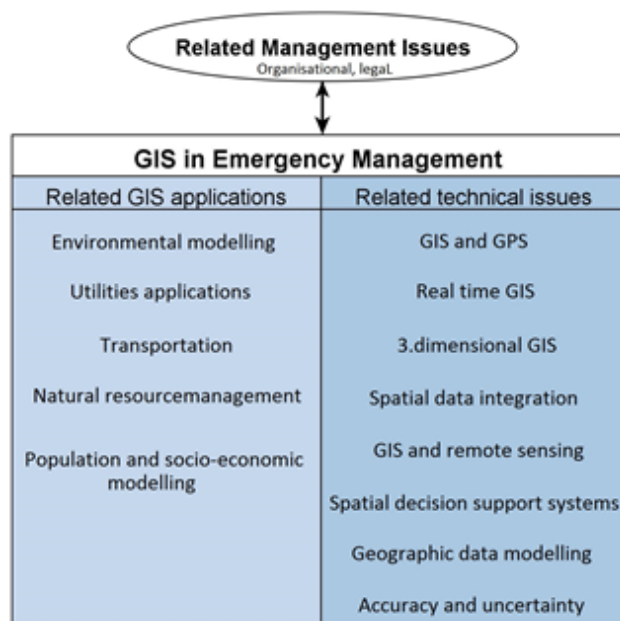 Related Management Issues
Organisational, legaL
GIS in Emergency Management
Related GIS applications
Environmental modelling
Utilities applications
Transportation
Natural resourcemanagement
Population and socio-economic
modelling
Related technical issues
GIS and GPS
Real time GIS
3.dimensional GIS
Spatial data integration
GIS and remote sensing
Spatial decision support systems
Geographic data modelling
Accuracy and uncertainty